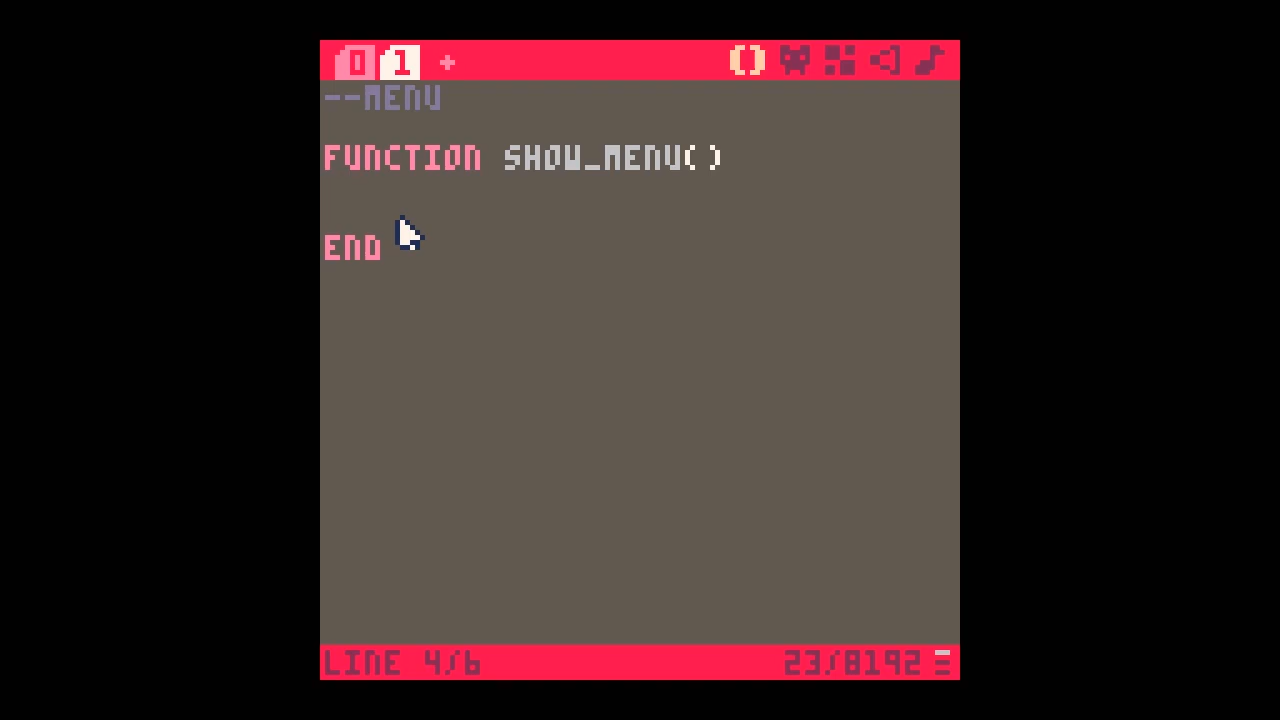 0 1 +
--MENU
FUNCTION SHOW_MENU()
END
LINE 4/6 23/8192